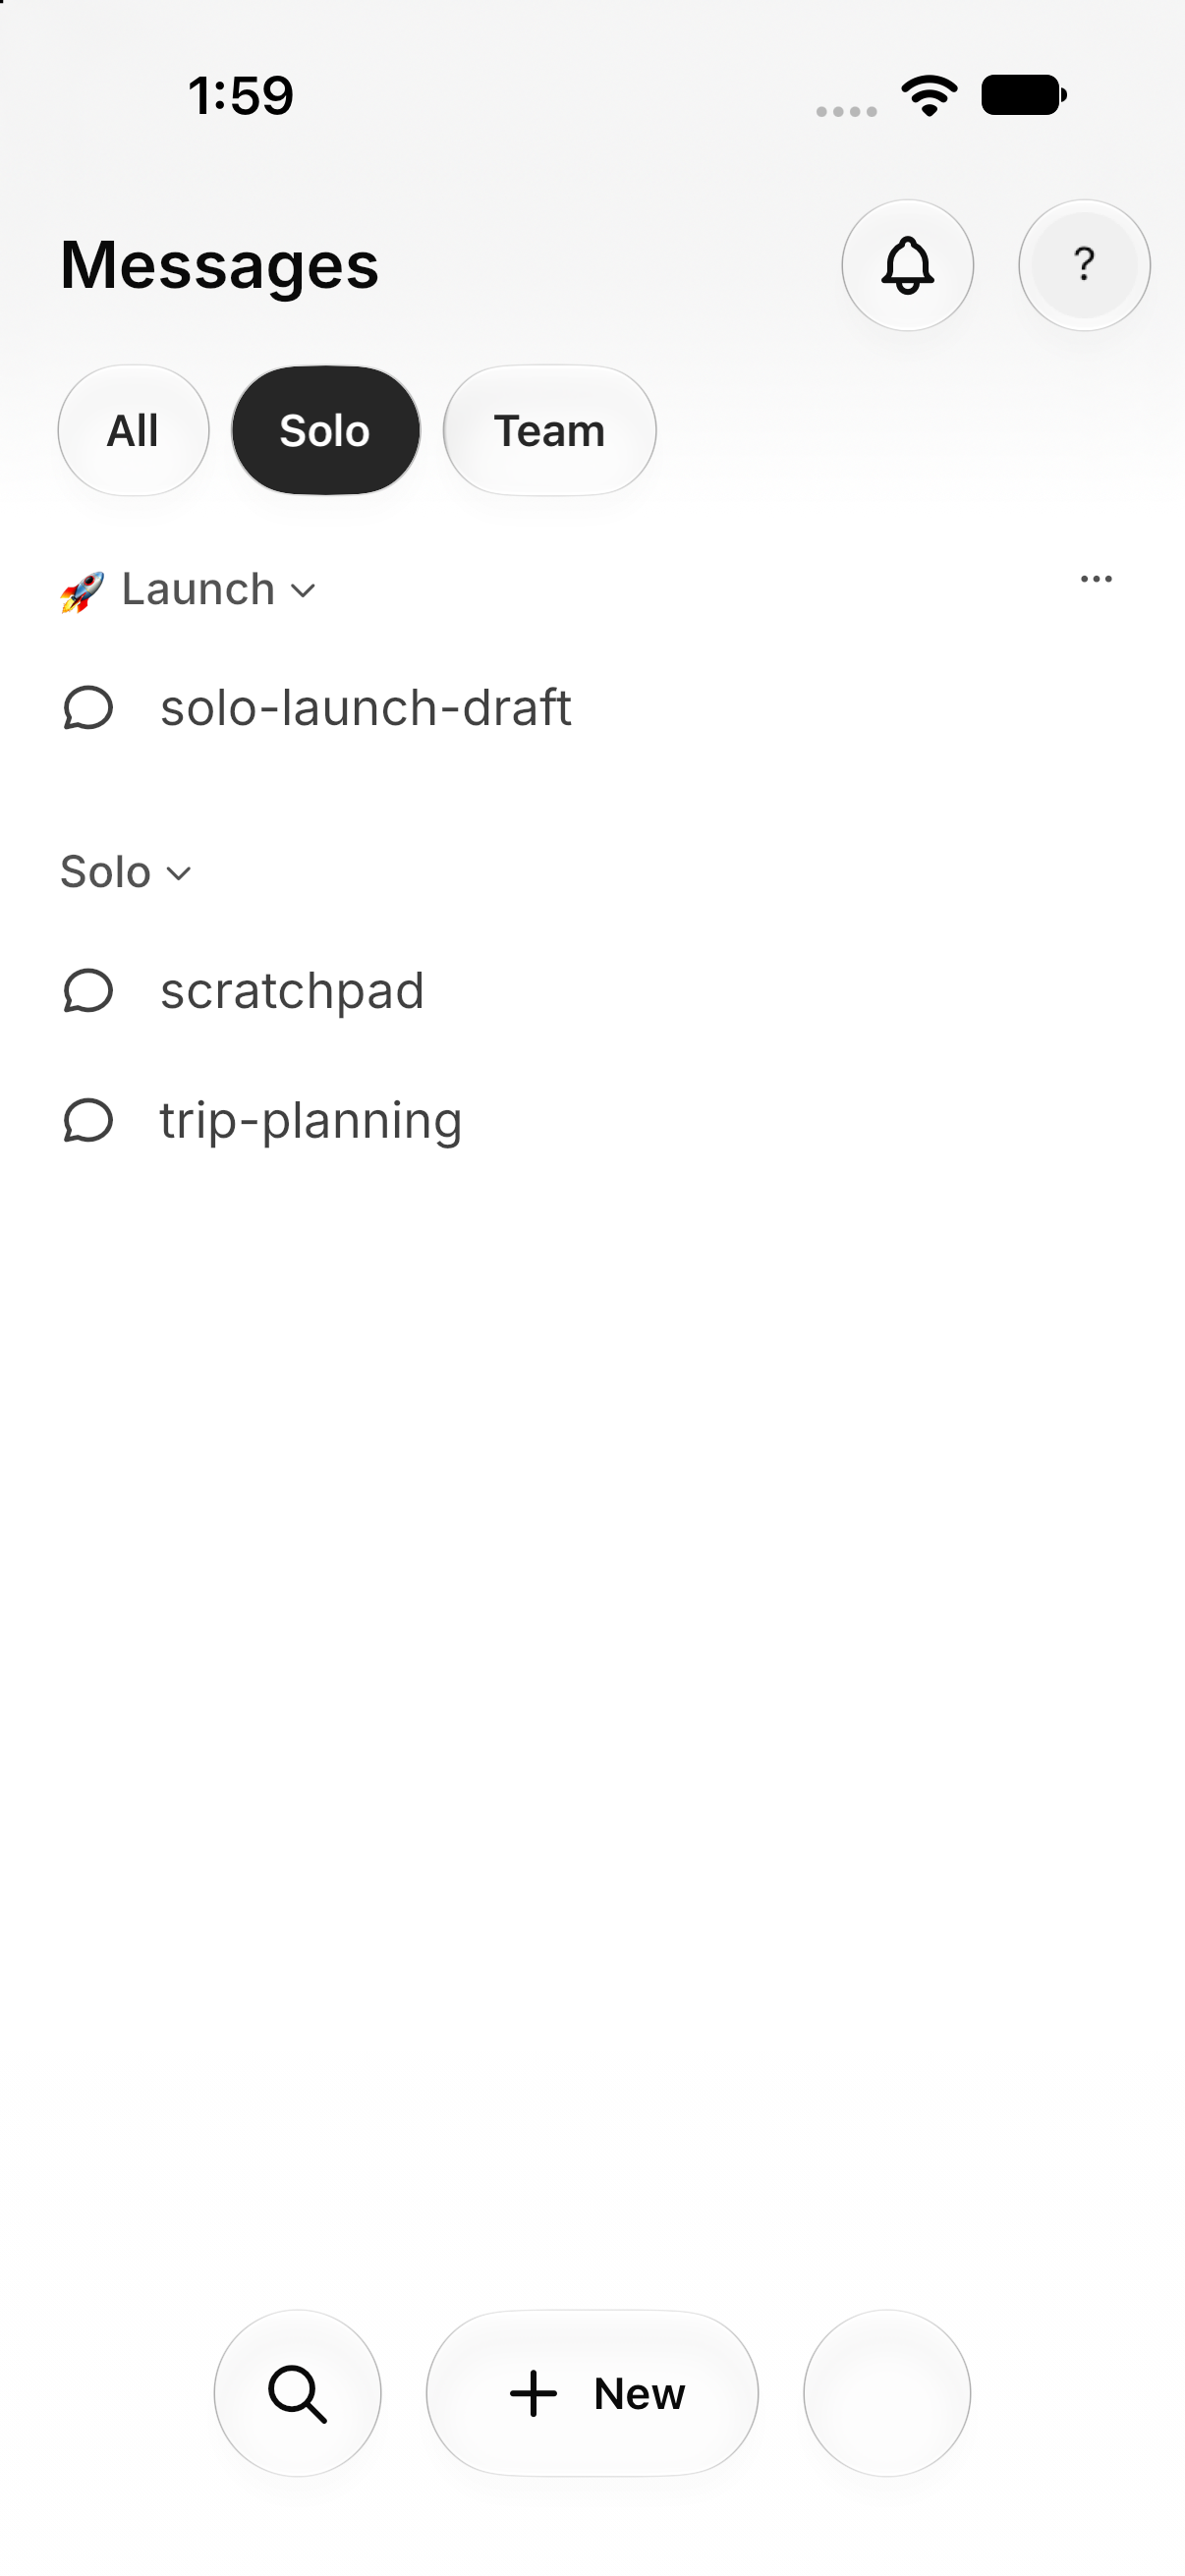 1:59
Messages
?
All
Solo
Team
🚀 Launch
solo-launch-draft
Solo
scratchpad
trip-planning
New